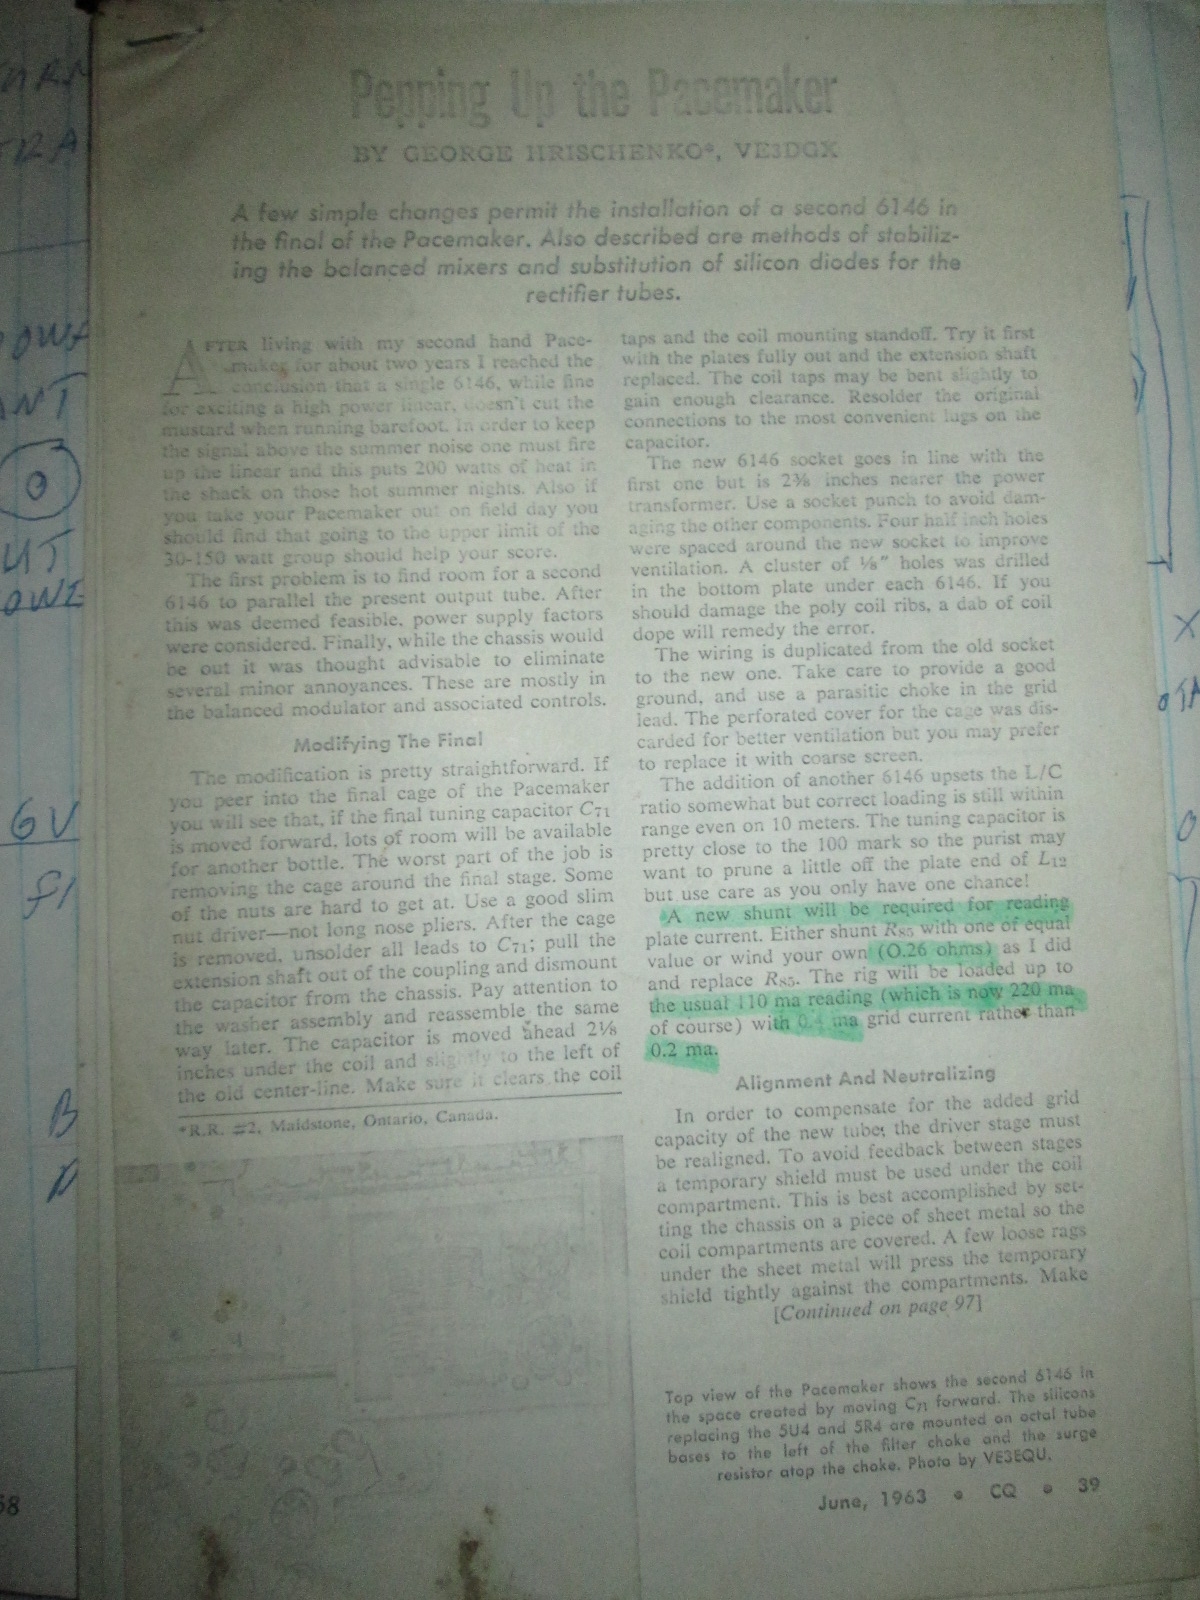 Pepping Up the Pacemaker
BY GEORGE HRISCHENKO*, VE3DGX
A few simple changes permit the installation of a second 6146 in
the final of the Pacemaker. Also described are methods of stabiliz-
ing the balanced mixers and substitution of silicon diodes for the
rectifier tubes.
AFTER living with my second hand Pace-
maker for about two years I reached the
conclusion that a single 6146, while fine
for exciting a high power linear, doesn't cut the
mustard when running barefoot. In order to keep
the signal above the summer noise one must fire
up the linear and this puts 200 watts of heat in
the shack on those hot summer nights. Also if
you take your Pacemaker out on field day you
should find that going to the upper limit of the
30-150 watt group should help your score.
The first problem is to find room for a second
6146 to parallel the present output tube. After
this was deemed feasible, power supply factors
were considered. Finally, while the chassis would
be out it was thought advisable to eliminate
several minor annoyances. These are mostly in
the balanced modulator and associated controls.
Modifying The Final
The modification is pretty straightforward. If
you peer into the final cage of the Pacemaker
you will see that, if the final tuning capacitor C71
is moved forward, lots of room will be available
for another bottle. The worst part of the job is
removing the cage around the final stage. Some
of the nuts are hard to get at. Use a good slim
nut driver—not long nose pliers. After the cage
is removed, unsolder all leads to C71; pull the
extension shaft out of the coupling and dismount
the capacitor from the chassis. Pay attention to
the washer assembly and reassemble the same
way later. The capacitor is moved ahead 2⅛
inches under the coil and slightly to the left of
the old center-line. Make sure it clears the coil
*R.R. #2, Maidstone, Ontario, Canada.
taps and the coil mounting standoff. Try it first
with the plates fully out and the extension shaft
replaced. The coil taps may be bent slightly to
gain enough clearance. Resolder the original
connections to the most convenient lugs on the
capacitor.
The new 6146 socket goes in line with the
first one but is 2⅜ inches nearer the power
transformer. Use a socket punch to avoid dam-
aging the other components. Four half inch holes
were spaced around the new socket to improve
ventilation. A cluster of ⅛" holes was drilled
in the bottom plate under each 6146. If you
should damage the poly coil ribs, a dab of coil
dope will remedy the error.
The wiring is duplicated from the old socket
to the new one. Take care to provide a good
ground, and use a parasitic choke in the grid
lead. The perforated cover for the cage was dis-
carded for better ventilation but you may prefer
to replace it with coarse screen.
The addition of another 6146 upsets the L/C
ratio somewhat but correct loading is still within
range even on 10 meters. The tuning capacitor is
pretty close to the 100 mark so the purist may
want to prune a little off the plate end of L12
but use care as you only have one chance!
A new shunt will be required for reading
plate current. Either shunt R85 with one of equal
value or wind your own (O.26 ohms) as I did
and replace R85. The rig will be loaded up to
the usual 110 ma reading (which is now 220 ma
of course) with 0.4 ma grid current rather than
0.2 ma.
Alignment And Neutralizing
In order to compensate for the added grid
capacity of the new tube; the driver stage must
be realigned. To avoid feedback between stages
a temporary shield must be used under the coil
compartment. This is best accomplished by set-
ting the chassis on a piece of sheet metal so the
coil compartments are covered. A few loose rags
under the sheet metal will press the temporary
shield tightly against the compartments. Make
[Continued on page 97]
Top view of the Pacemaker shows the second 6146 in
the space created by moving C71 forward. The silicons
replacing the 5U4 and 5R4 are mounted on octal tube
bases to the left of the filter choke and the surge
resistor atop the choke. Photo by VE3EQU.
June, 1963 • CQ • 39